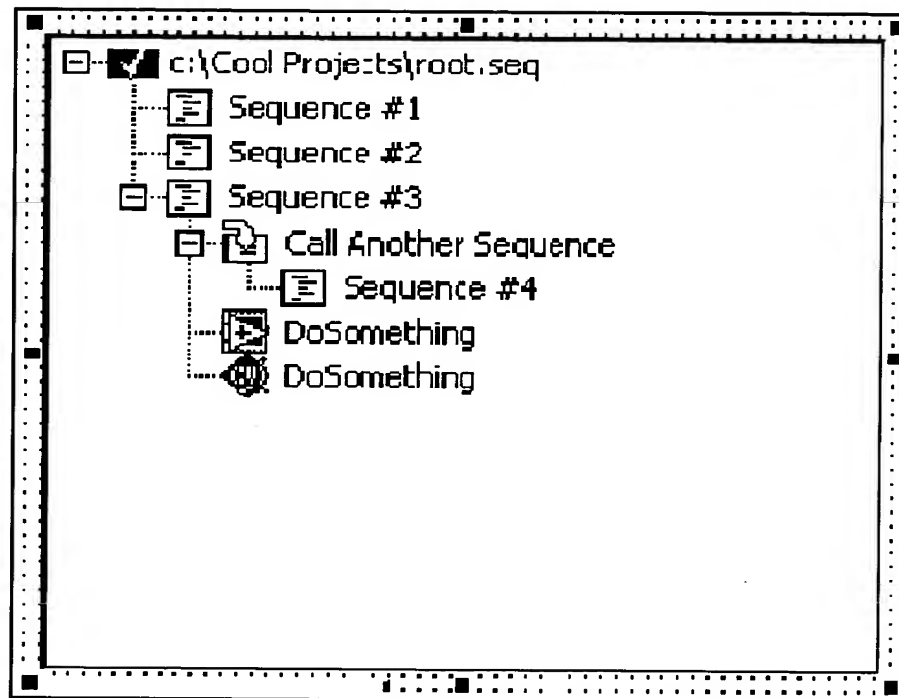 c:\Cool Projects\root.seq
Sequence #1
Sequence #2
Sequence #3
Call Another Sequence
Sequence #4
DoSomething
DoSomething